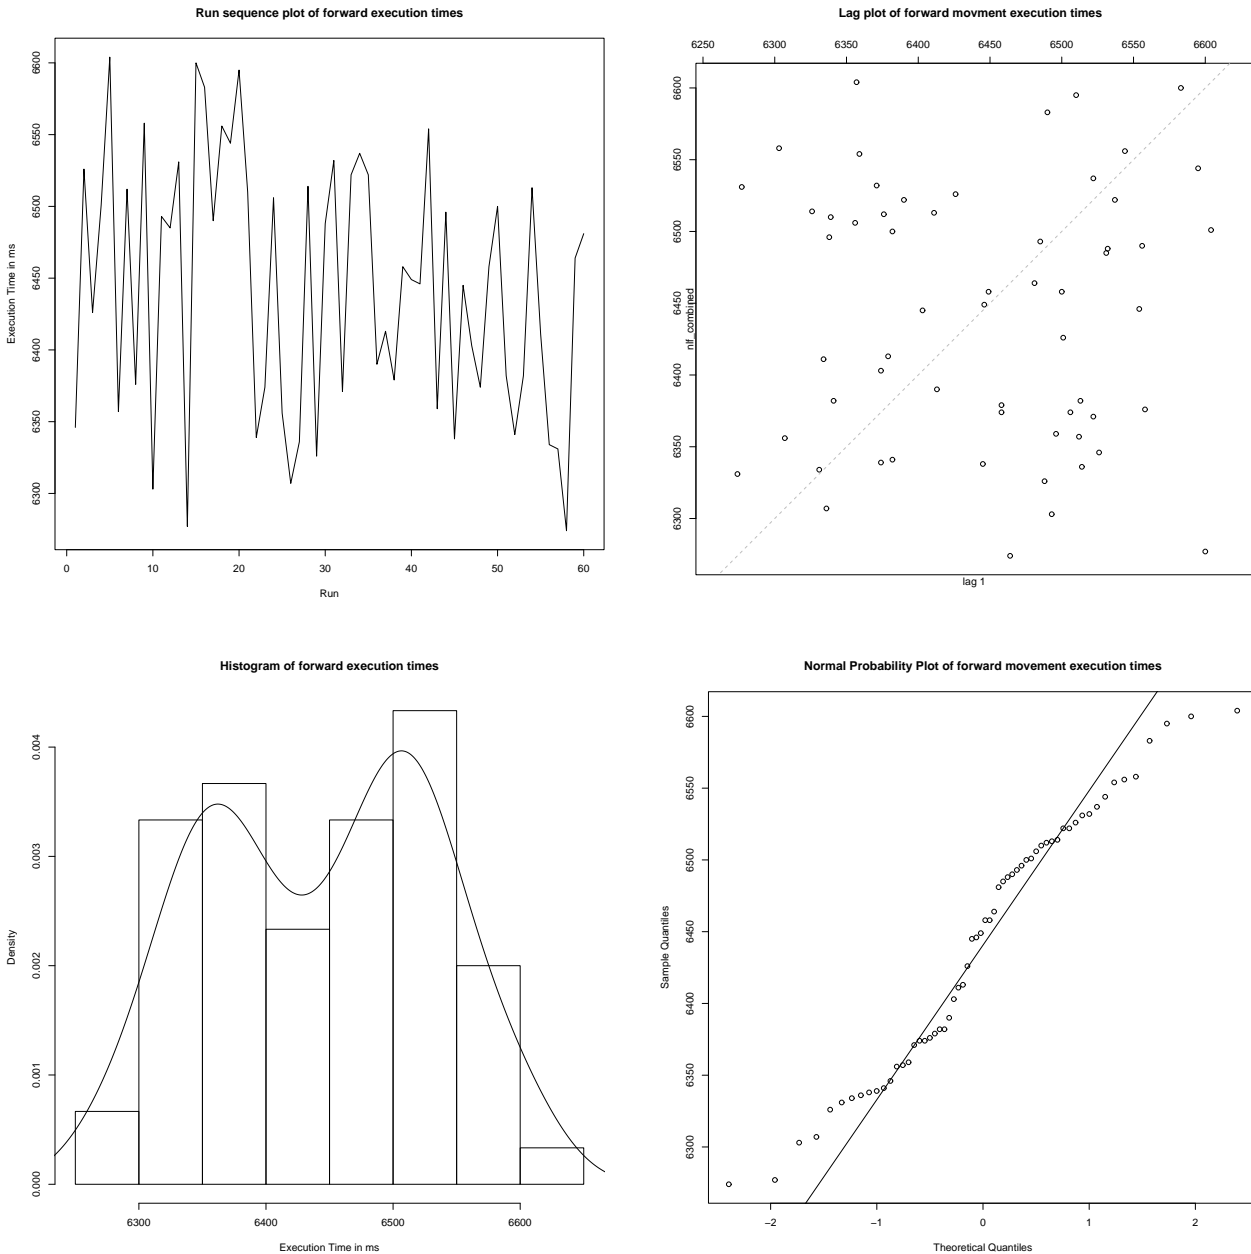 Run sequence plot of forward execution times
6600
6550
6500
6450
6400
6350
6300
Execution Time in ms
0 10 20 30 40 50 60
Run
Lag plot of forward movment execution times
6250 6300 6350 6400 6450 6500 6550 6600
6600
6550
6500
6450
6400
6350
6300
nlf_combined
lag 1
Histogram of forward execution times
0.004
0.003
0.002
0.001
0.000
Density
6300 6400 6500 6600
Execution Time in ms
Normal Probability Plot of forward movement execution times
6600
6550
6500
6450
6400
6350
6300
Sample Quantiles
−2 −1 0 1 2
Theoretical Quantiles